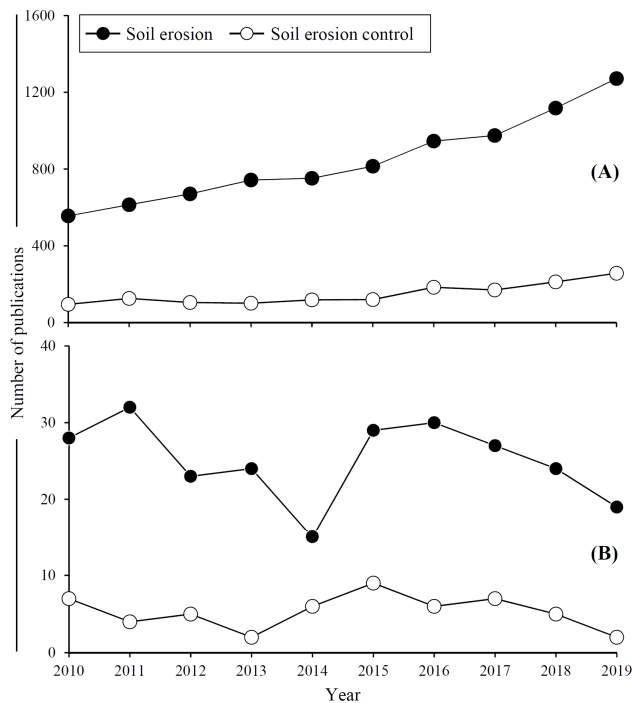 Soil erosion
Soil erosion control
1600
1200
800
400
0
(A)
Number of publications
40
30
20
10
0
(B)
2010 2011 2012 2013 2014 2015 2016 2017 2018 2019
Year